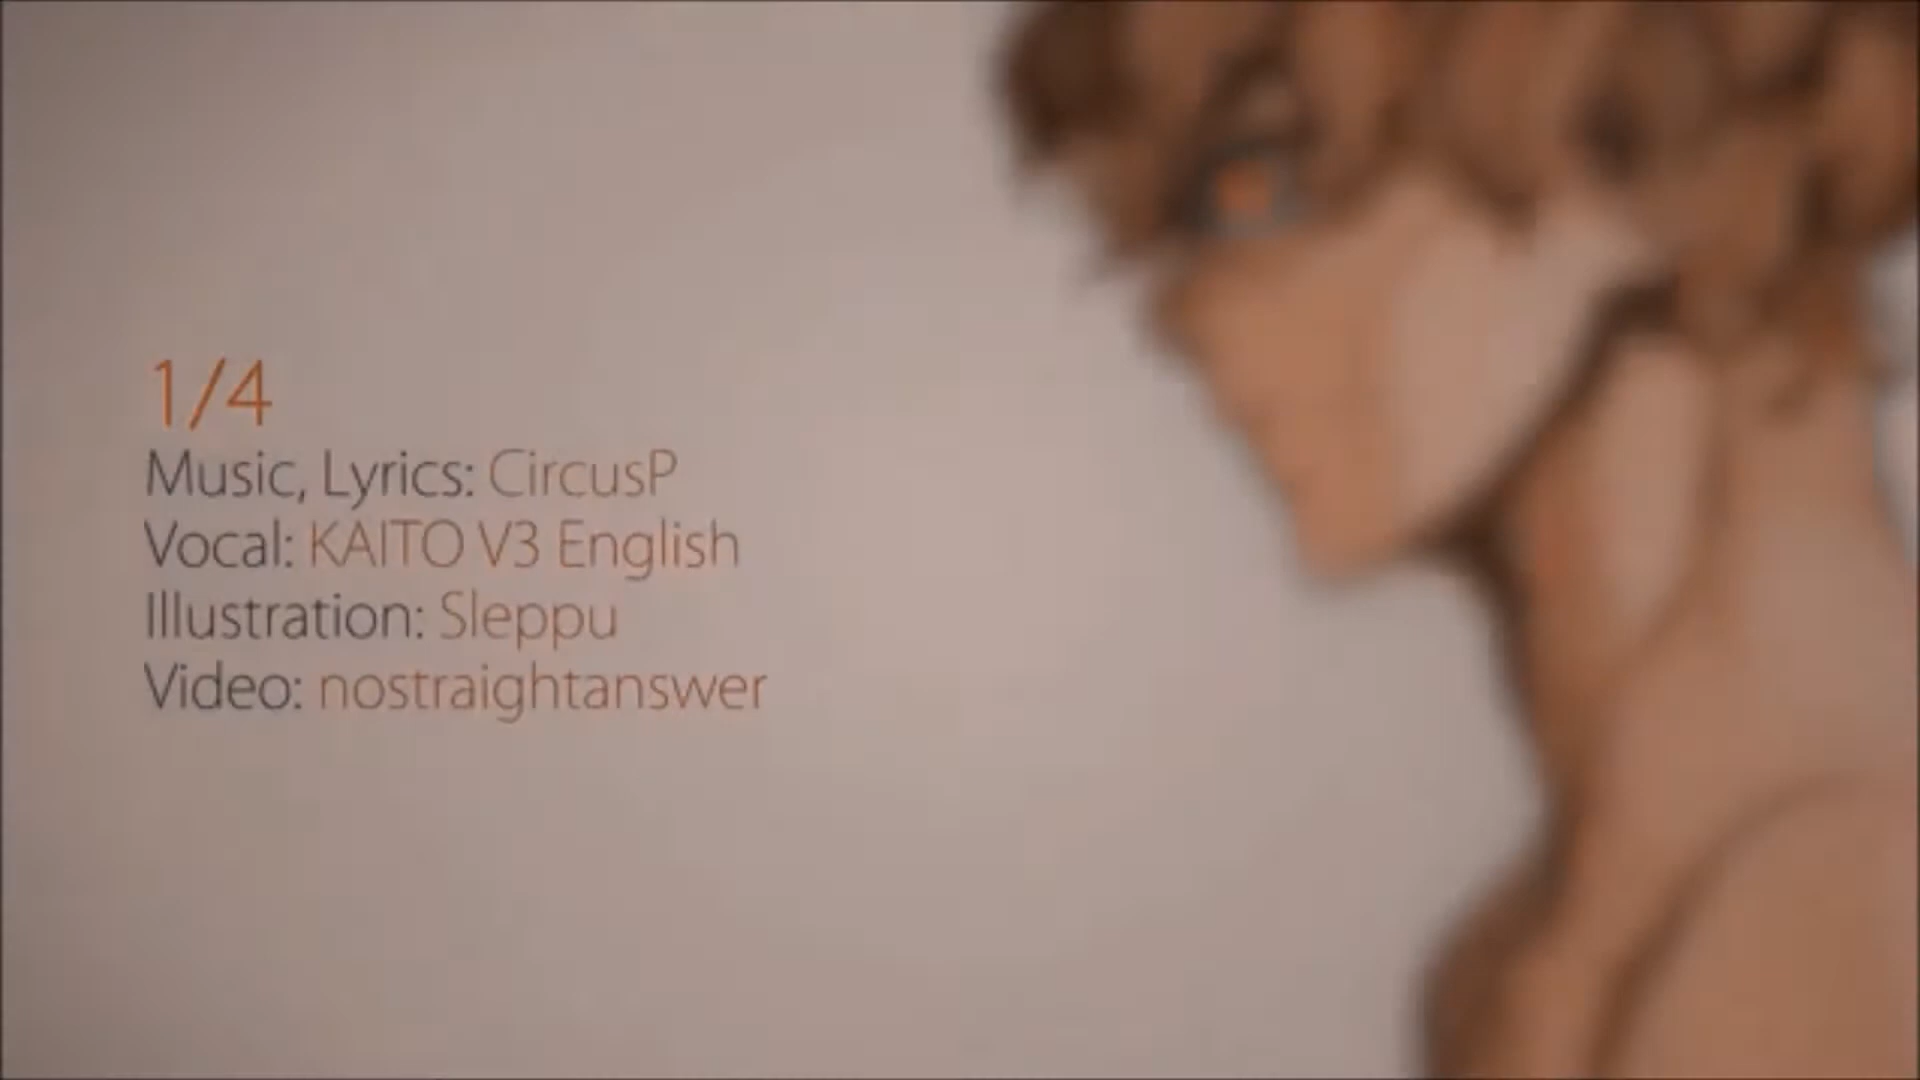 1/4
Music, Lyrics: CircusP
Vocal: KAITO V3 English
Illustration: Sleppu
Video: nostraightanswer